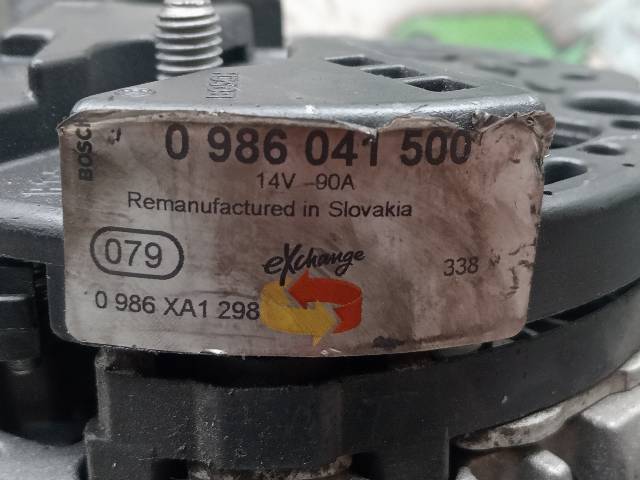 BOSCH
0 986 041 500
14V -90A
Remanufactured in Slovakia
079
eXchange
338
0 986 XA1 298